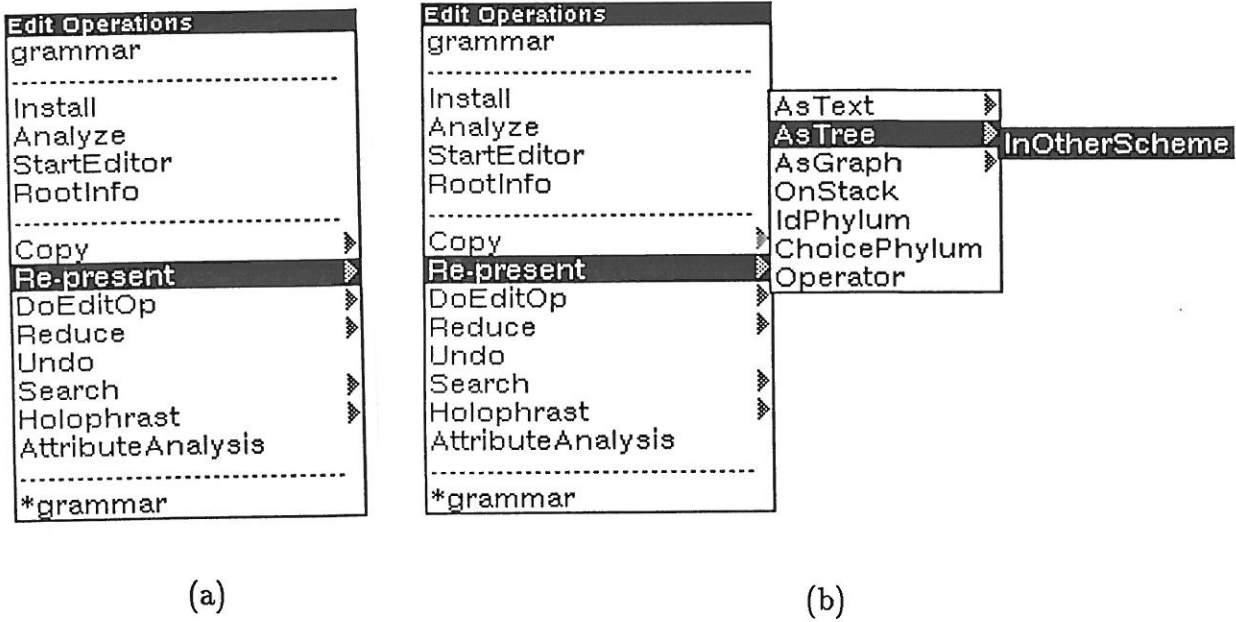 Edit Operations
grammar
Install
Analyze
StartEditor
RootInfo
Copy
Re-present
DoEditOp
Reduce
Undo
Search
Holophrast
AttributeAnalysis
*grammar
(a)
Edit Operations
grammar
Install
Analyze
StartEditor
RootInfo
Copy
Re-present
DoEditOp
Reduce
Undo
Search
Holophrast
AttributeAnalysis
*grammar
AsText
AsTree
AsGraph
OnStack
IdPhylum
ChoicePhylum
Operator
InOtherScheme
(b)